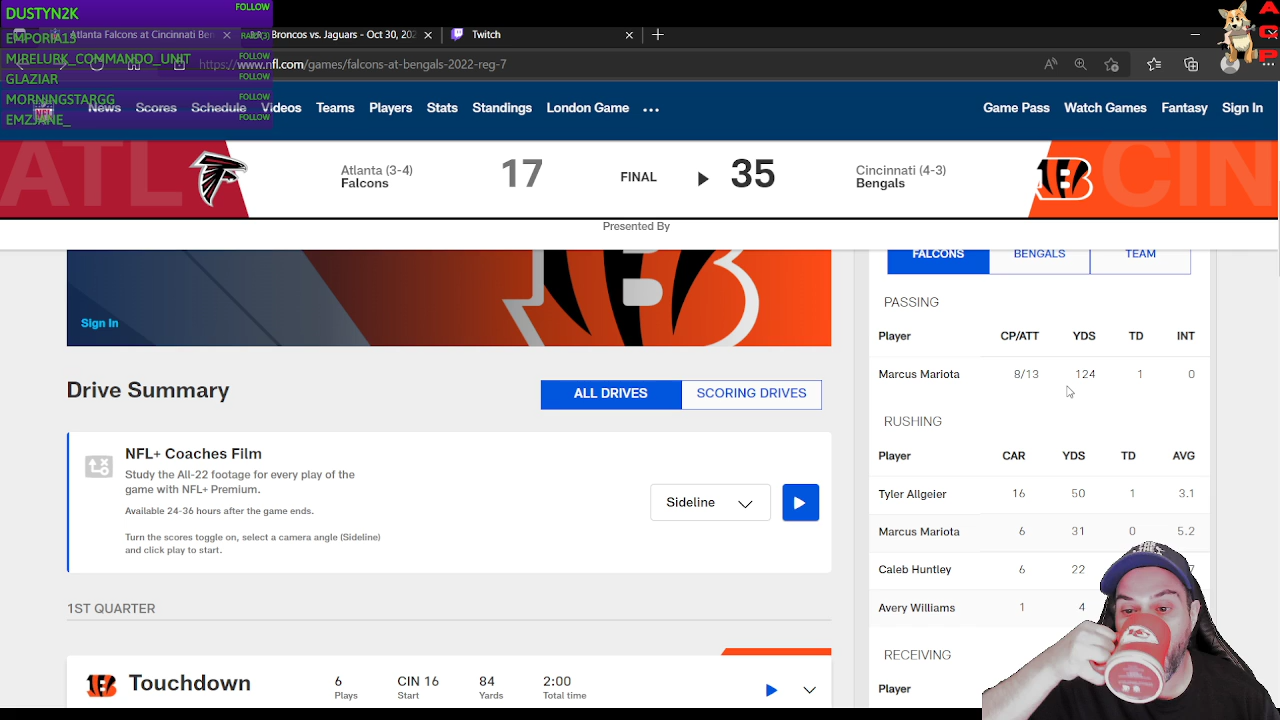 DUSTYN2K FOLLOW
EMPORIA15 RAID(3)
MIRELURK_COMMANDO_UNIT FOLLOW
GLAZIAR FOLLOW
MORNINGSTARGG FOLLOW
EMZJANE_ FOLLOW
ACP
Atlanta Falcons at Cincinnati Ben
Broncos vs. Jaguars - Oct 30, 202
Twitch
https://www.nfl.com/games/falcons-at-bengals-2022-reg-7
News Scores Schedule Videos Teams Players Stats Standings London Game ... Game Pass Watch Games Fantasy Sign In
ATL Atlanta (3-4) 17 FINAL 35 Cincinnati (4-3) CIN
Falcons Bengals
Presented By
FALCONS BENGALS TEAM
Sign In
PASSING
Player CP/ATT YDS TD INT
Marcus Mariota 8/13 124 1 0
Drive Summary
ALL DRIVES SCORING DRIVES
RUSHING
Player CAR YDS TD AVG
Tyler Allgeier 16 50 1 3.1
Marcus Mariota 6 31 0 5.2
Caleb Huntley 6 22 7
Avery Williams 1 4
RECEIVING
Player
NFL+ Coaches Film
Study the All-22 footage for every play of the
game with NFL+ Premium.
Available 24-36 hours after the game ends.
Turn the scores toggle on, select a camera angle (Sideline)
and click play to start.
Sideline
1ST QUARTER
Touchdown
6 CIN 16 84 2:00
Plays Start Yards Total time